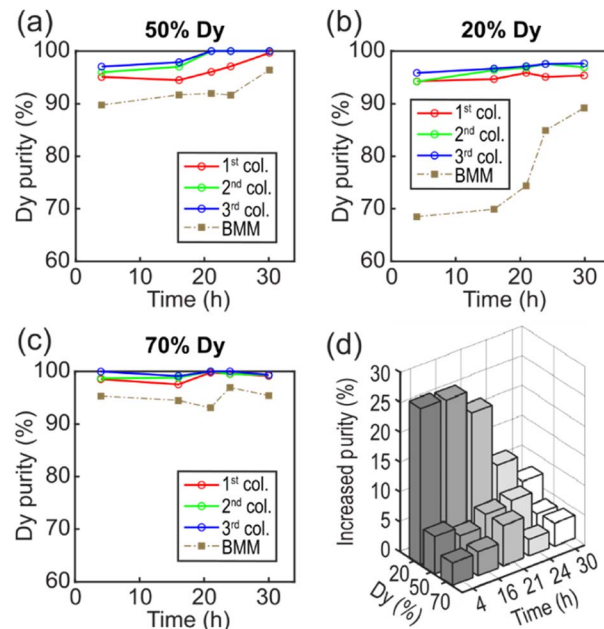 (a) 50% Dy
Dy purity (%)
100
90
80
70
60
0 10 20 30
Time (h)
1st col.
2nd col.
3rd col.
BMM
(b) 20% Dy
Dy purity (%)
100
90
80
70
60
0 10 20 30
Time (h)
1st col.
2nd col.
3rd col.
BMM
(c) 70% Dy
Dy purity (%)
100
90
80
70
60
0 10 20 30
Time (h)
1st col.
2nd col.
3rd col.
BMM
(d)
Increased purity (%)
30
25
20
15
10
5
0
20 50 70
Dy (%)
4 16 21 24 30
Time (h)